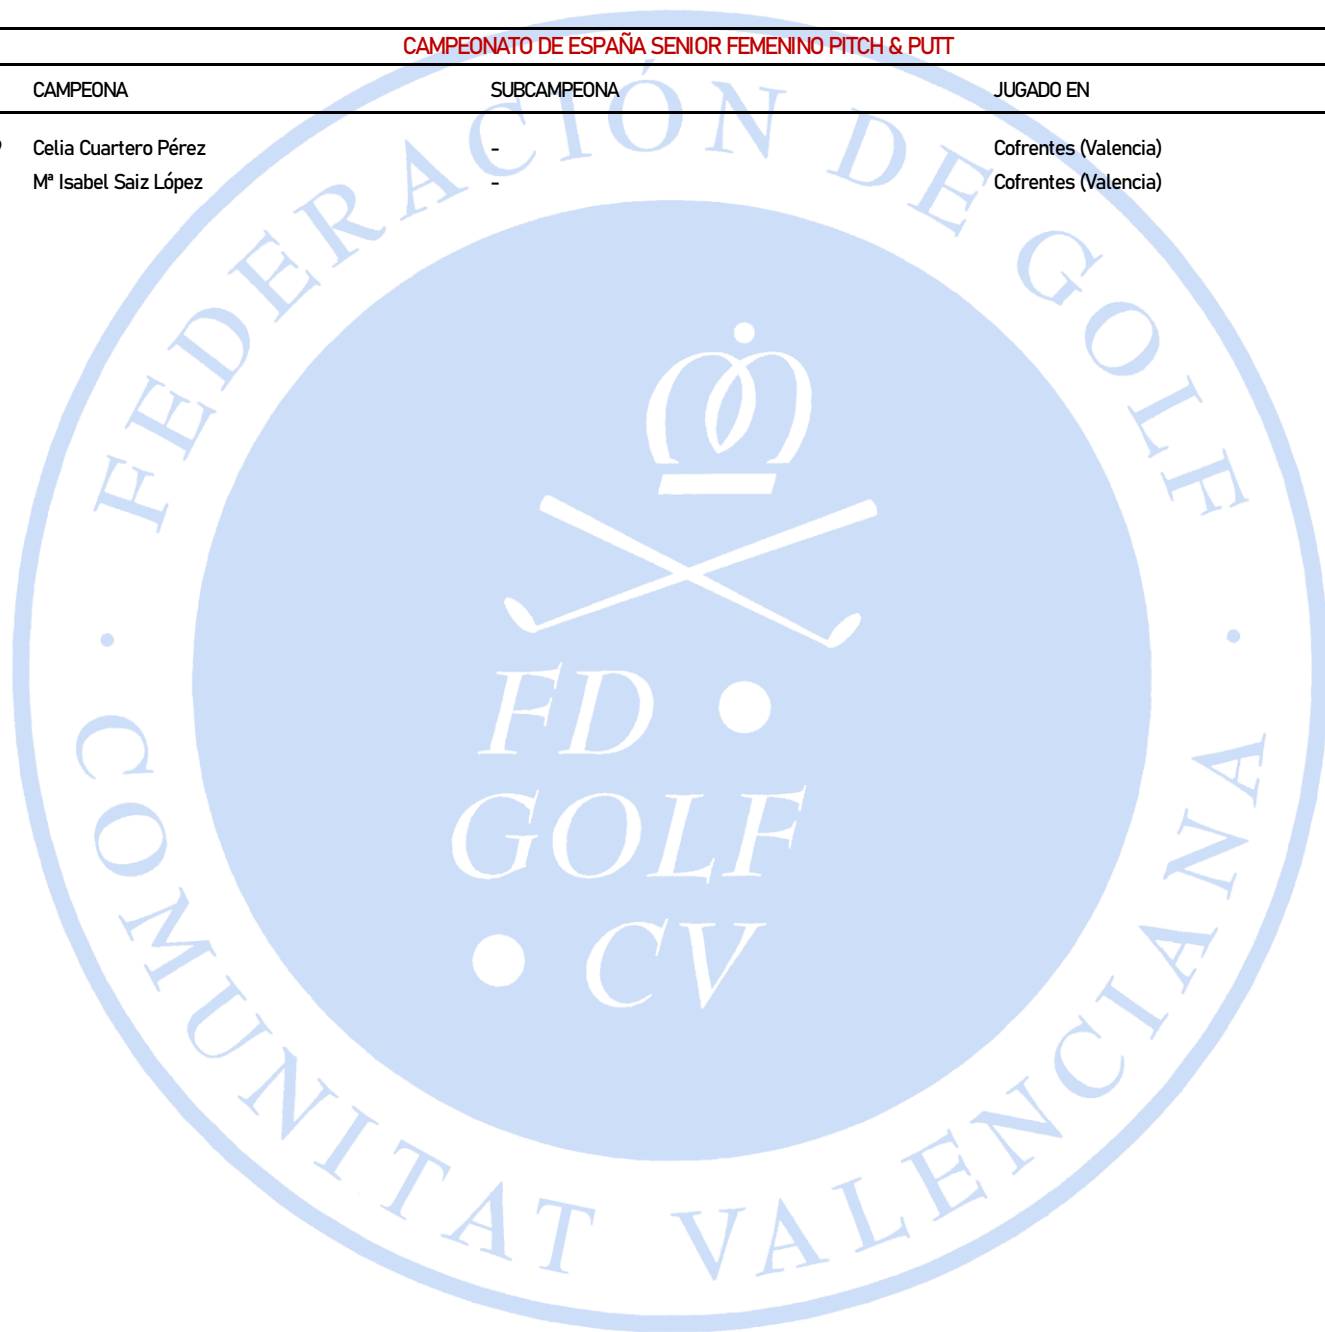 CAMPEONATO DE ESPAÑA SENIOR FEMENINO PITCH & PUTT
CAMPEONA SUBCAMPEONA JUGADO EN
Celia Cuartero Pérez - Cofrentes (Valencia)
Mª Isabel Saiz López - Cofrentes (Valencia)
FEDERACIÓN DE GOLF
FD
GOLF
CV
COMUNITAT VALENCIANA